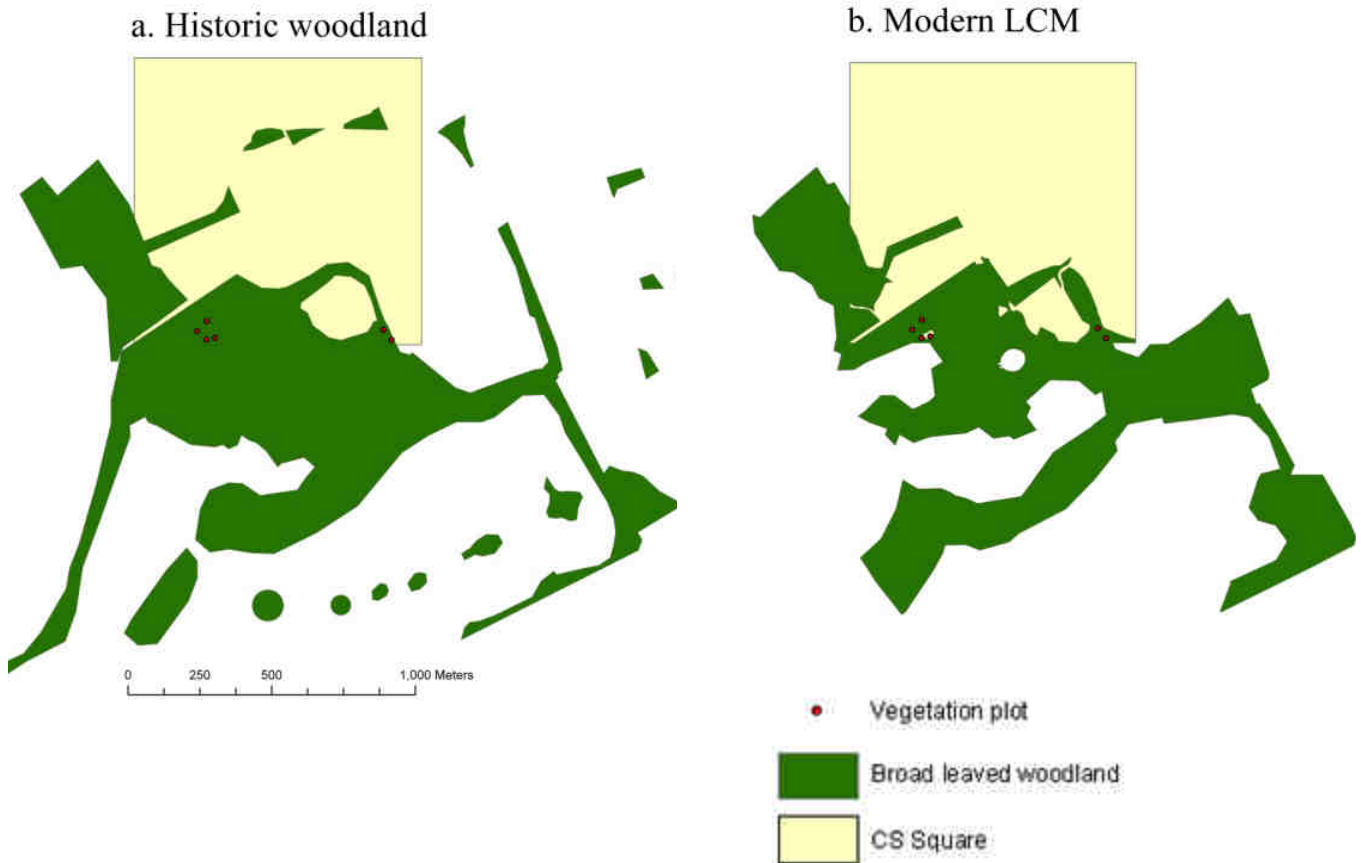 a. Historic woodland
b. Modern LCM
0 250 500 1,000 Meters
Vegetation plot
Broad leaved woodland
CS Square